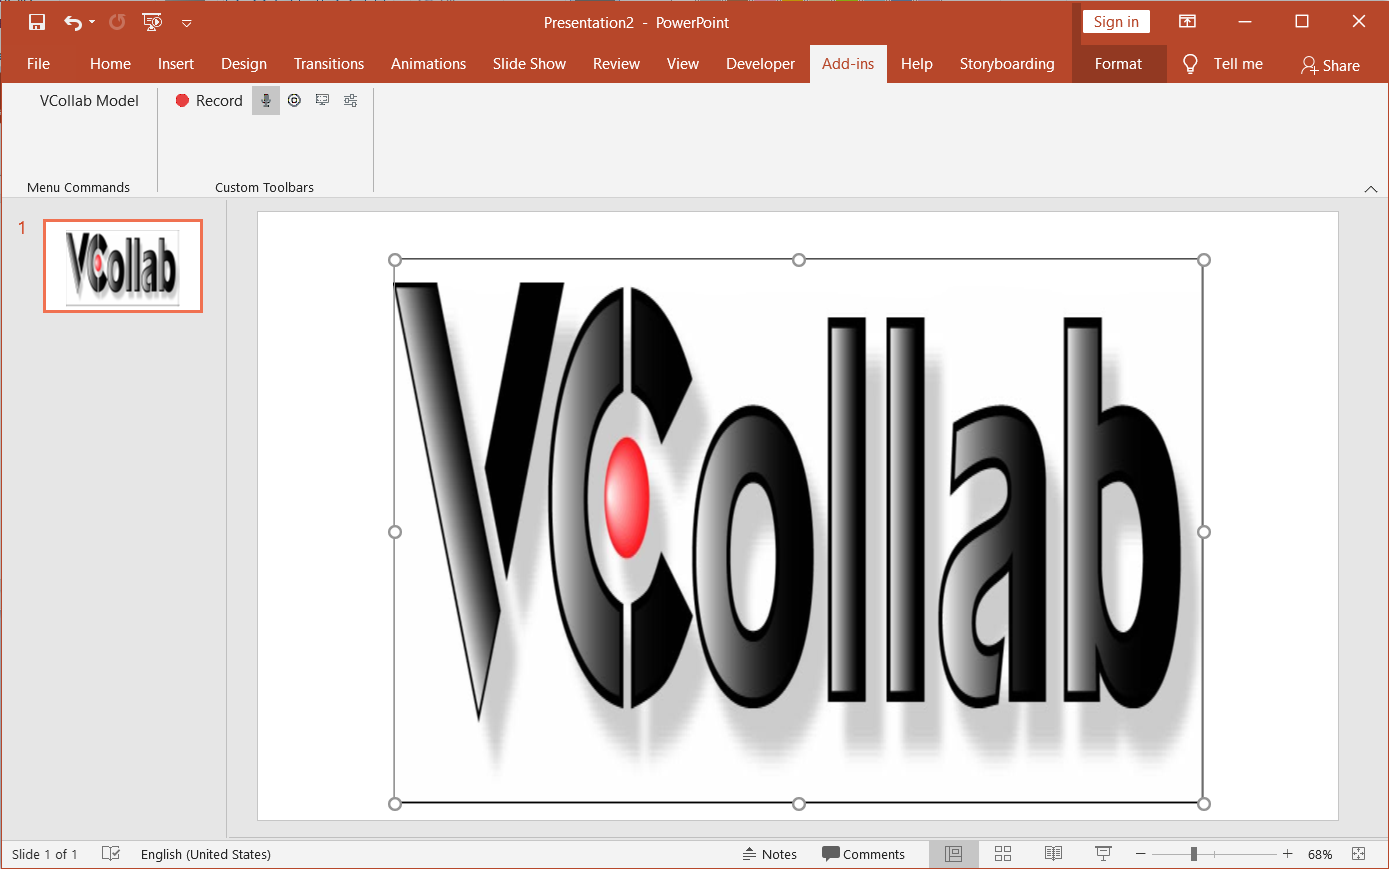 Presentation2 - PowerPoint
Sign in
File Home Insert Design Transitions Animations Slide Show Review View Developer Add-ins Help Storyboarding Format Tell me Share
VCollab Model
Record
Menu Commands
Custom Toolbars
1
VCollab
VCollab
Slide 1 of 1
English (United States)
Notes
Comments
68%